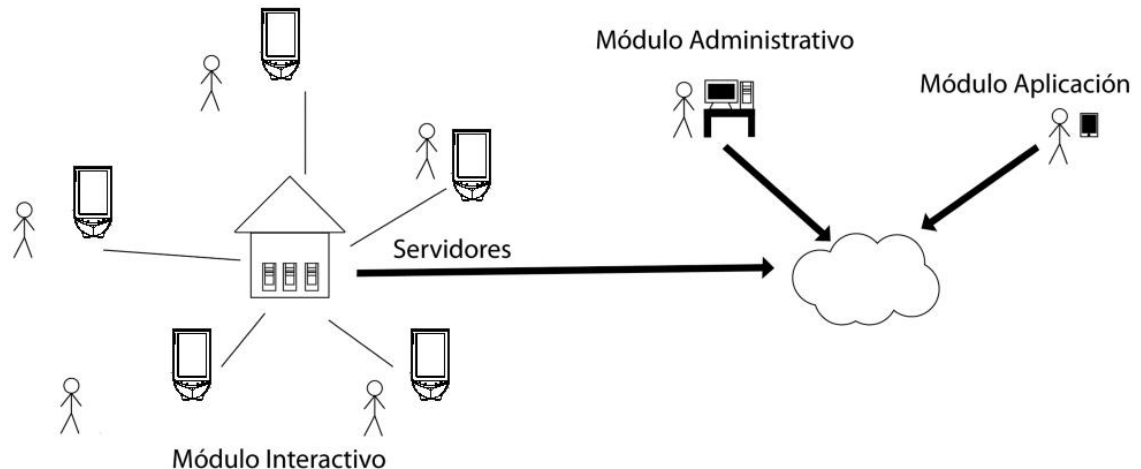 Módulo Administrativo
Módulo Aplicación
Servidores
Módulo Interactivo